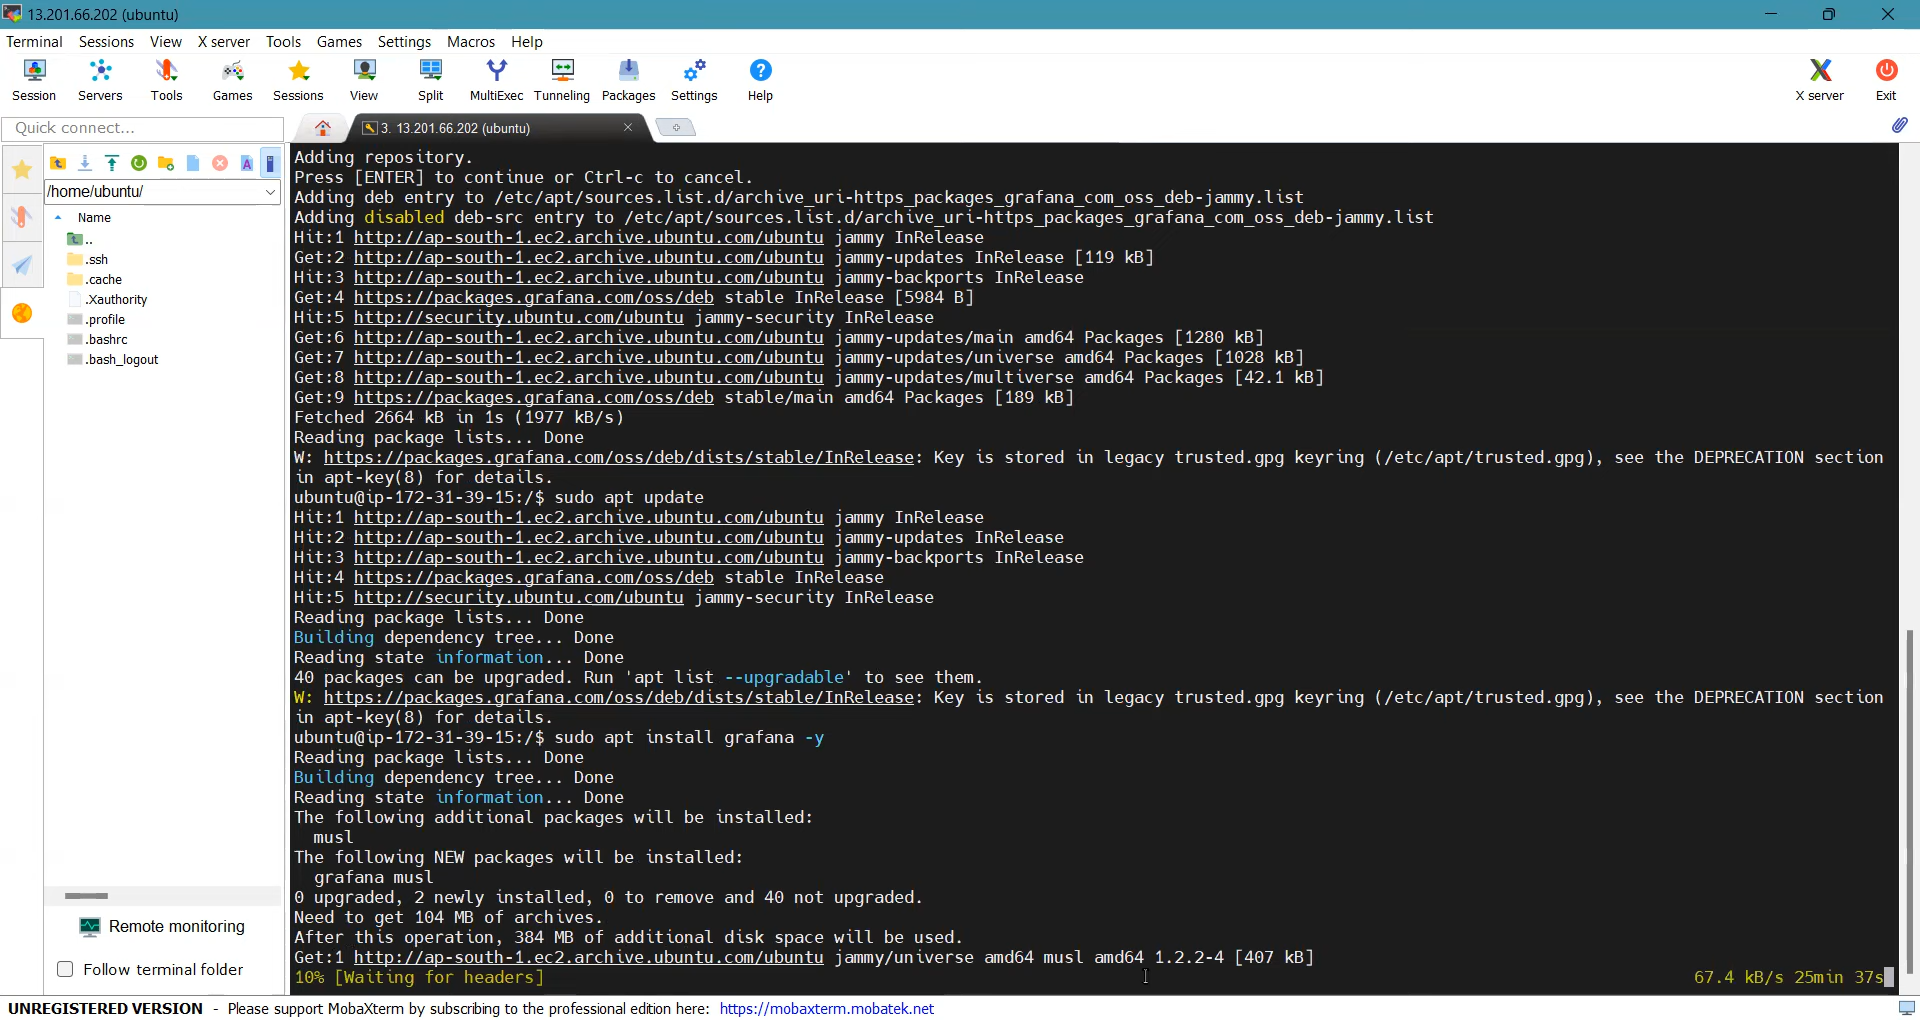 13.201.66.202 (ubuntu)
Terminal Sessions View X server Tools Games Settings Macros Help
Session Servers Tools Games Sessions View Split MultiExec Tunneling Packages Settings Help X server Exit
Quick connect...
3. 13.201.66.202 (ubuntu)
/home/ubuntu/
Name
..
.ssh
.cache
.Xauthority
.profile
.bashrc
.bash_logout
Remote monitoring
Follow terminal folder
Adding repository.
Press [ENTER] to continue or Ctrl-c to cancel.
Adding deb entry to /etc/apt/sources.list.d/archive_uri-https_packages_grafana_com_oss_deb-jammy.list
Adding disabled deb-src entry to /etc/apt/sources.list.d/archive_uri-https_packages_grafana_com_oss_deb-jammy.list
Hit:1 http://ap-south-1.ec2.archive.ubuntu.com/ubuntu jammy InRelease
Get:2 http://ap-south-1.ec2.archive.ubuntu.com/ubuntu jammy-updates InRelease [119 kB]
Hit:3 http://ap-south-1.ec2.archive.ubuntu.com/ubuntu jammy-backports InRelease
Get:4 https://packages.grafana.com/oss/deb stable InRelease [5984 B]
Hit:5 http://security.ubuntu.com/ubuntu jammy-security InRelease
Get:6 http://ap-south-1.ec2.archive.ubuntu.com/ubuntu jammy-updates/main amd64 Packages [1280 kB]
Get:7 http://ap-south-1.ec2.archive.ubuntu.com/ubuntu jammy-updates/universe amd64 Packages [1028 kB]
Get:8 http://ap-south-1.ec2.archive.ubuntu.com/ubuntu jammy-updates/multiverse amd64 Packages [42.1 kB]
Get:9 https://packages.grafana.com/oss/deb stable/main amd64 Packages [189 kB]
Fetched 2664 kB in 1s (1977 kB/s)
Reading package lists... Done
W: https://packages.grafana.com/oss/deb/dists/stable/InRelease: Key is stored in legacy trusted.gpg keyring (/etc/apt/trusted.gpg), see the DEPRECATION section
in apt-key(8) for details.
ubuntu@ip-172-31-39-15:/$ sudo apt update
Hit:1 http://ap-south-1.ec2.archive.ubuntu.com/ubuntu jammy InRelease
Hit:2 http://ap-south-1.ec2.archive.ubuntu.com/ubuntu jammy-updates InRelease
Hit:3 http://ap-south-1.ec2.archive.ubuntu.com/ubuntu jammy-backports InRelease
Hit:4 https://packages.grafana.com/oss/deb stable InRelease
Hit:5 http://security.ubuntu.com/ubuntu jammy-security InRelease
Reading package lists... Done
Building dependency tree... Done
Reading state information... Done
40 packages can be upgraded. Run 'apt list --upgradable' to see them.
W: https://packages.grafana.com/oss/deb/dists/stable/InRelease: Key is stored in legacy trusted.gpg keyring (/etc/apt/trusted.gpg), see the DEPRECATION section
in apt-key(8) for details.
ubuntu@ip-172-31-39-15:/$ sudo apt install grafana -y
Reading package lists... Done
Building dependency tree... Done
Reading state information... Done
The following additional packages will be installed:
musl
The following NEW packages will be installed:
grafana musl
0 upgraded, 2 newly installed, 0 to remove and 40 not upgraded.
Need to get 104 MB of archives.
After this operation, 384 MB of additional disk space will be used.
Get:1 http://ap-south-1.ec2.archive.ubuntu.com/ubuntu jammy/universe amd64 musl amd64 1.2.2-4 [407 kB]
10% [Waiting for headers] 67.4 kB/s 25min 37s
UNREGISTERED VERSION - Please support MobaXterm by subscribing to the professional edition here: https://mobaxterm.mobatek.net